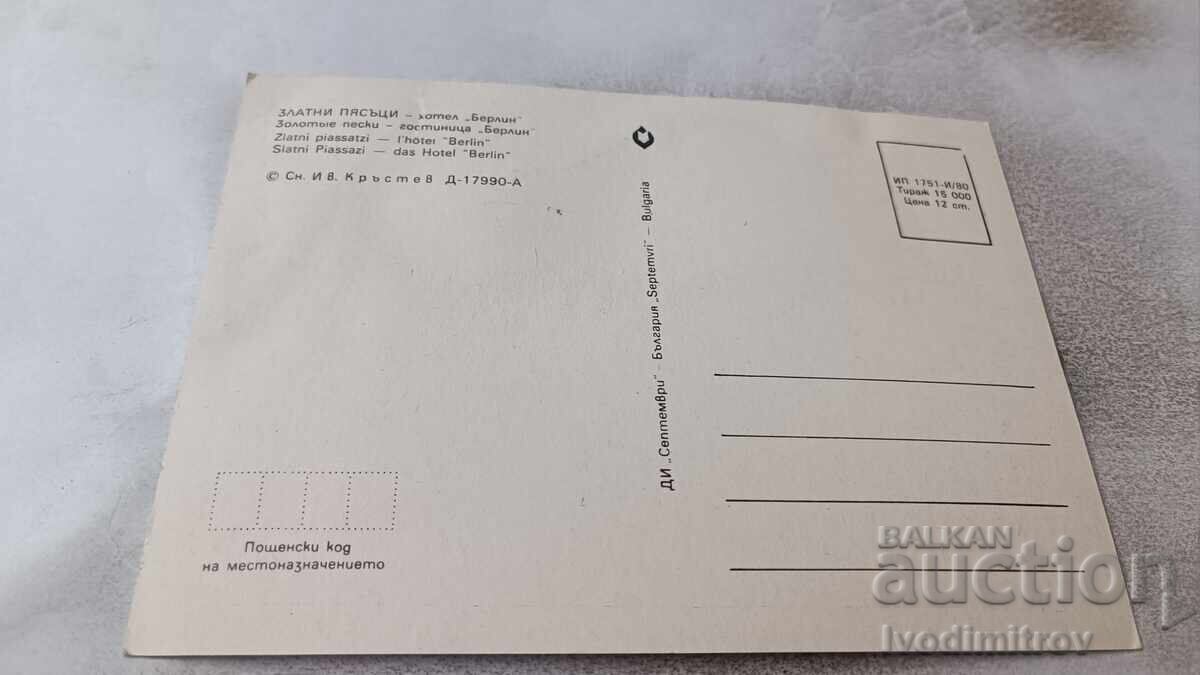 ЗЛАТНИ ПЯСЪЦИ — хотел „Берлин"
Золотые пески — гостиница „Берлин"
Zlatni piassatzi — l'hôtel "Berlin"
Slatni Piassazi — das Hotel "Berlin"
© Сн. Ив. Кръстев Д-17990-А
ДИ „Септември" — България „Septemvri" — Bulgaria
ИП 1751-И/80
Тираж 15 000
Цена 12 ст.
Пощенски код
на местоназначението
BALKAN
auction
Ivodimitrov